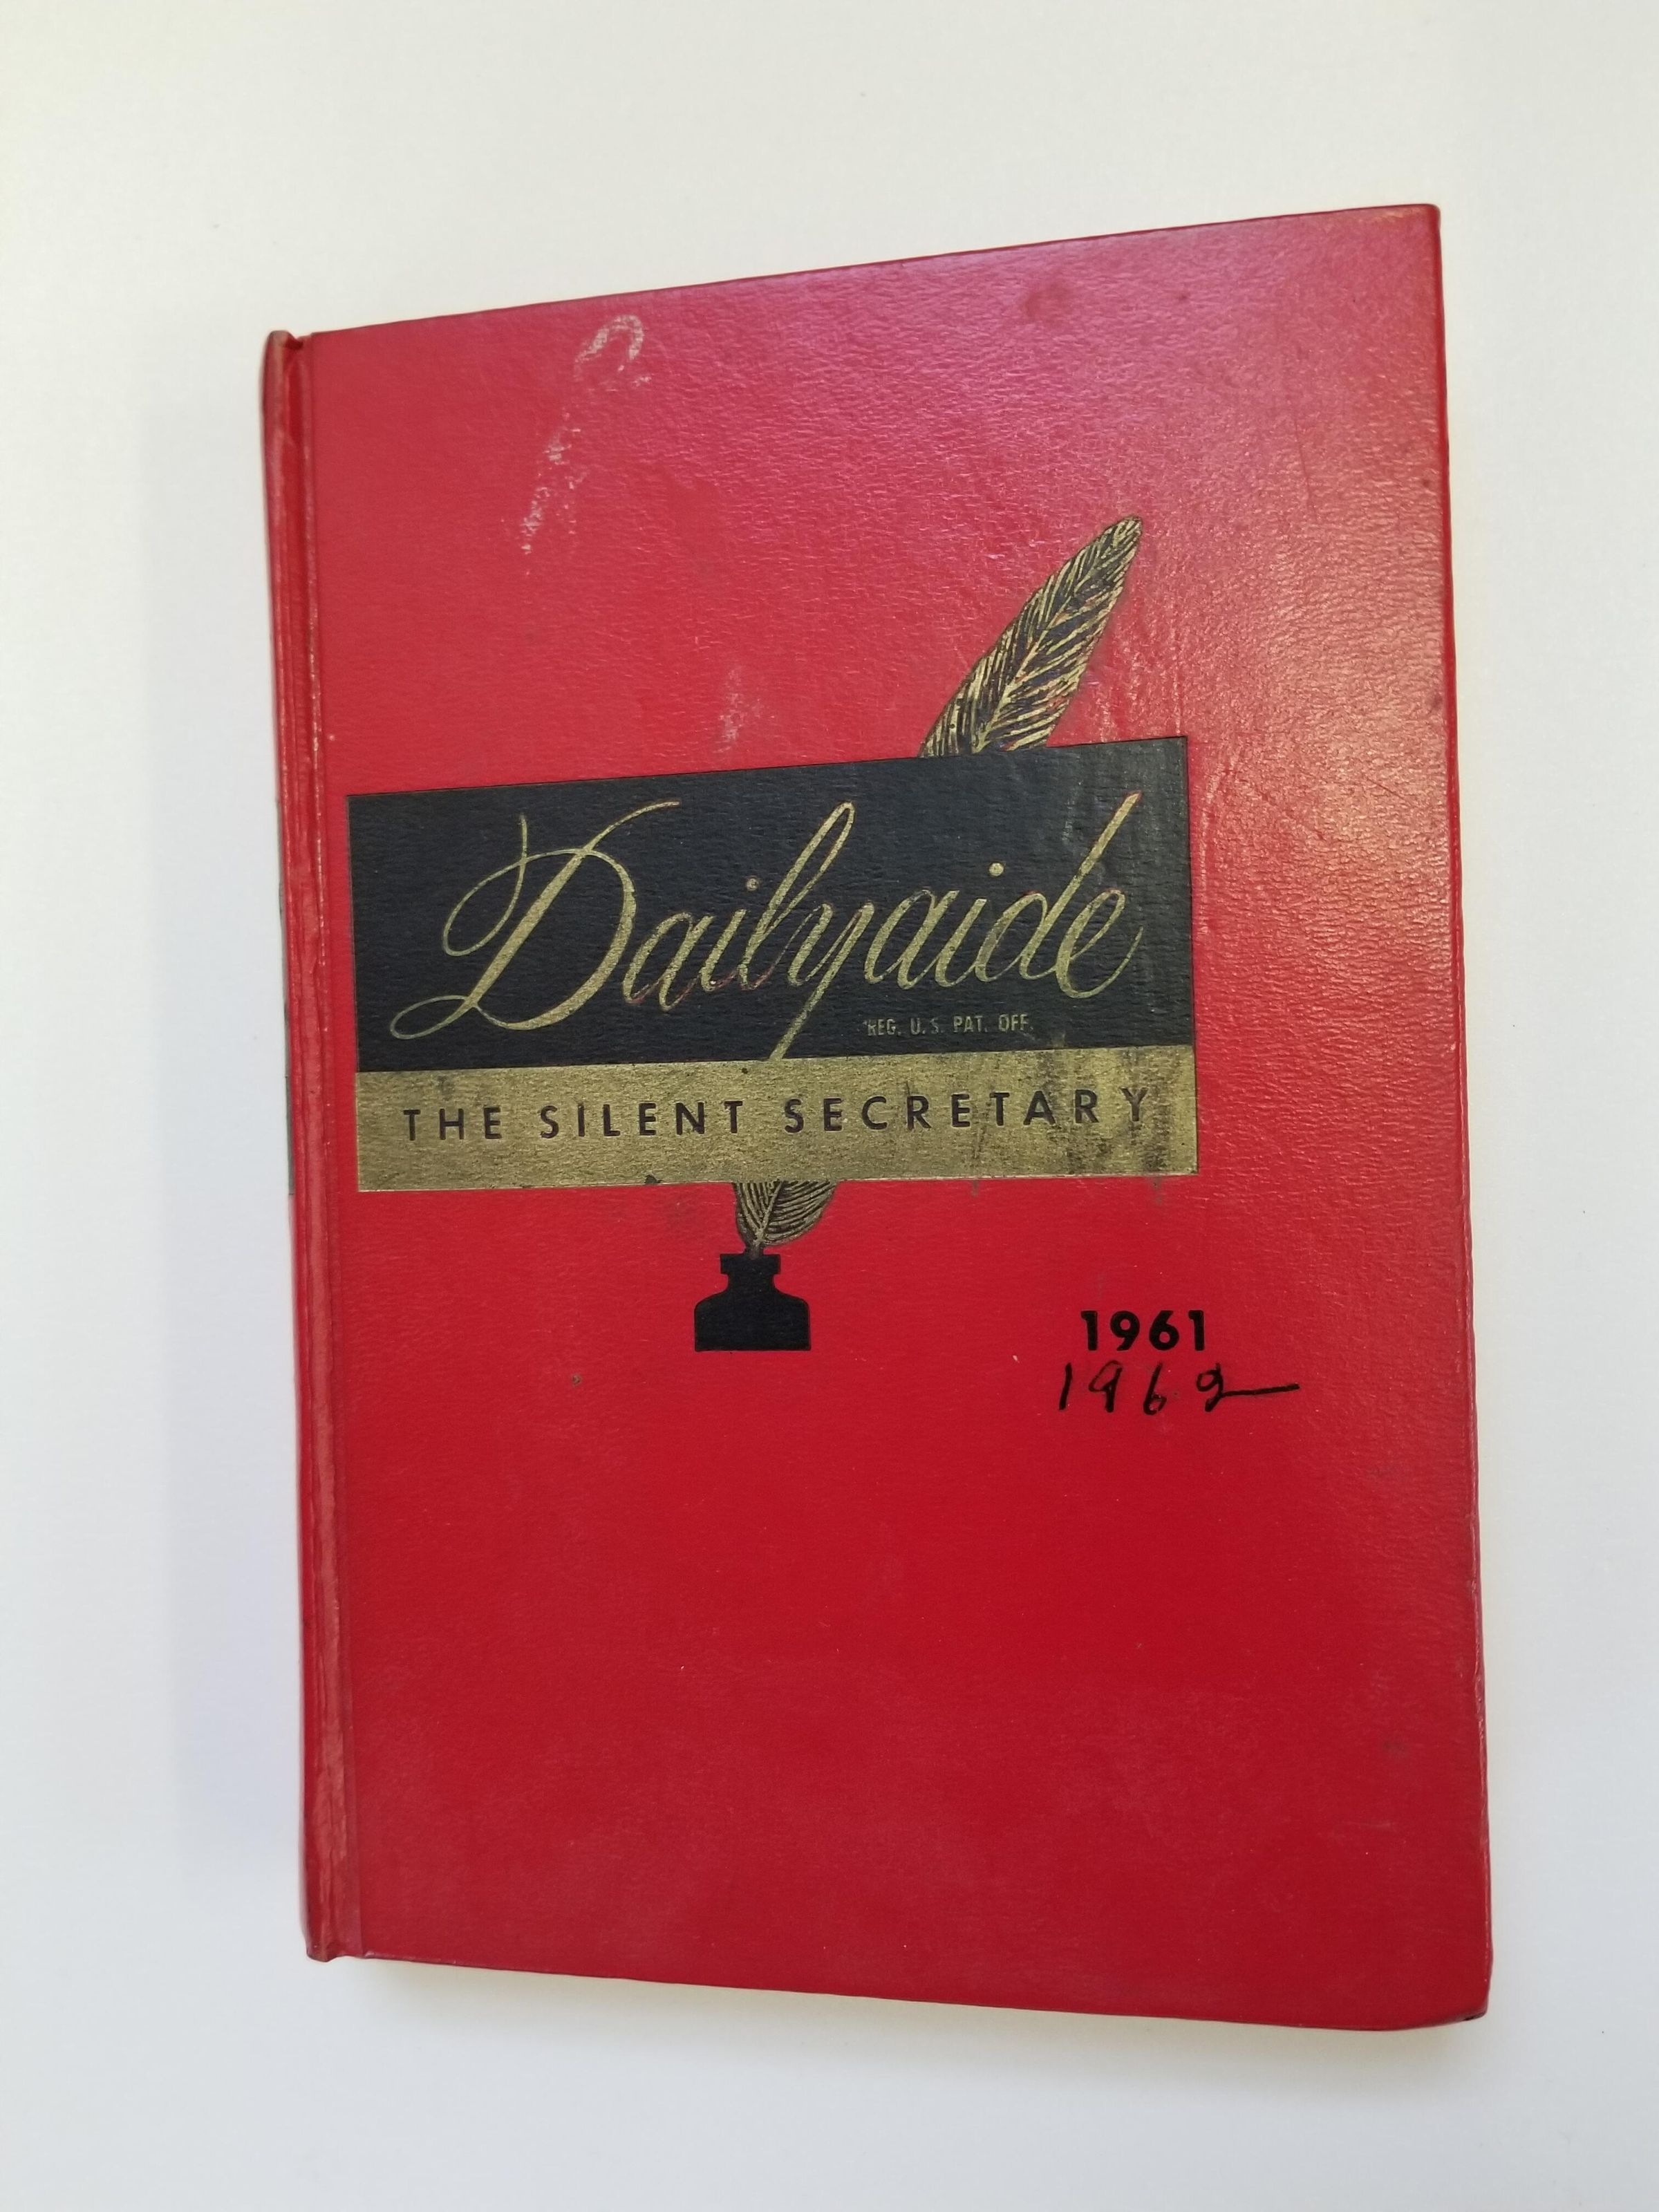 Dailyaide
REG. U.S. PAT. OFF.
THE SILENT SECRETARY
1961
1962